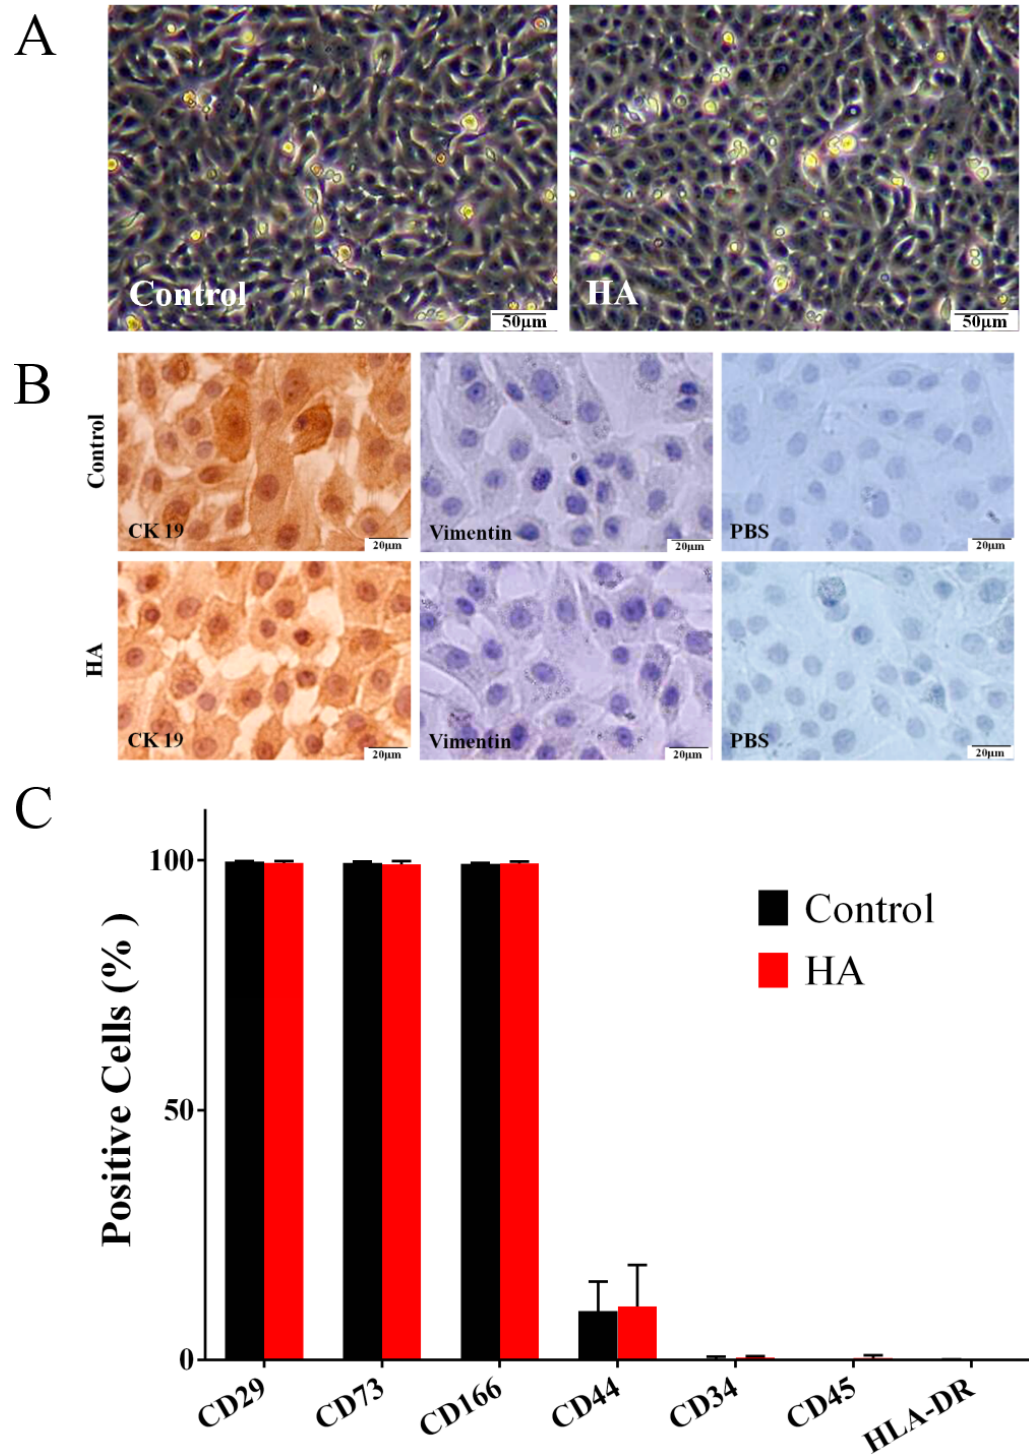 A
Control
50μm
HA
50μm
B
Control
CK 19
20μm
Vimentin
20μm
PBS
20μm
HA
CK 19
20μm
Vimentin
20μm
PBS
20μm
C
Positive Cells (% )
100
50
0
Control
HA
CD29
CD73
CD166
CD44
CD34
CD45
HLA-DR